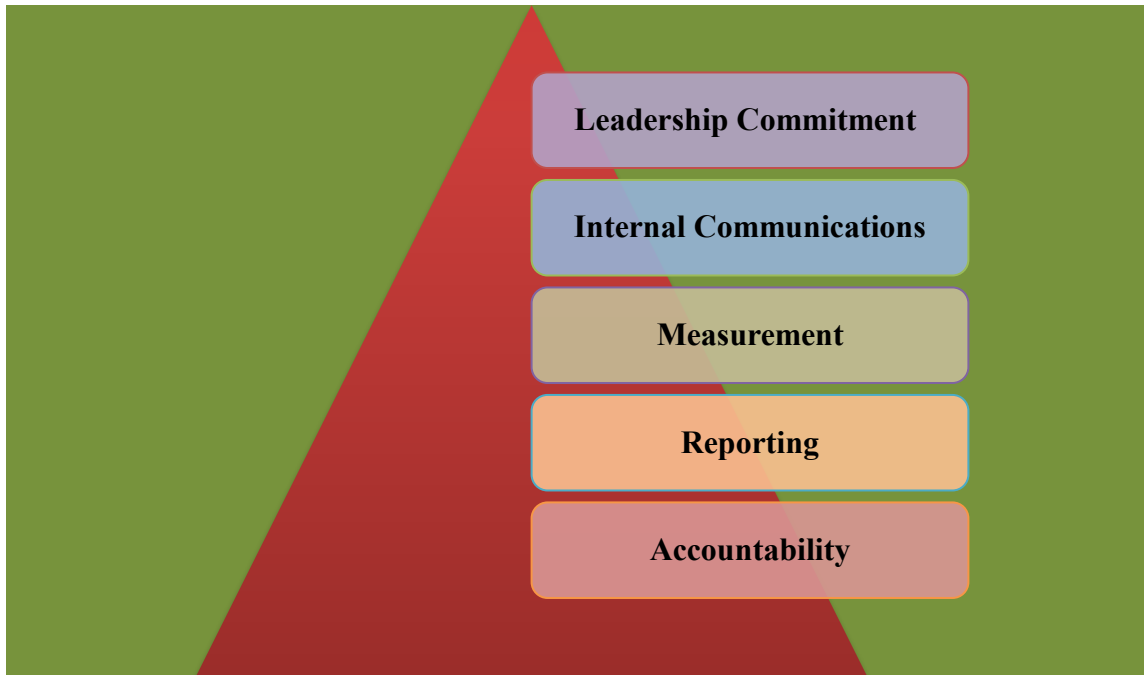 Leadership Commitment
Internal Communications
Measurement
Reporting
Accountability